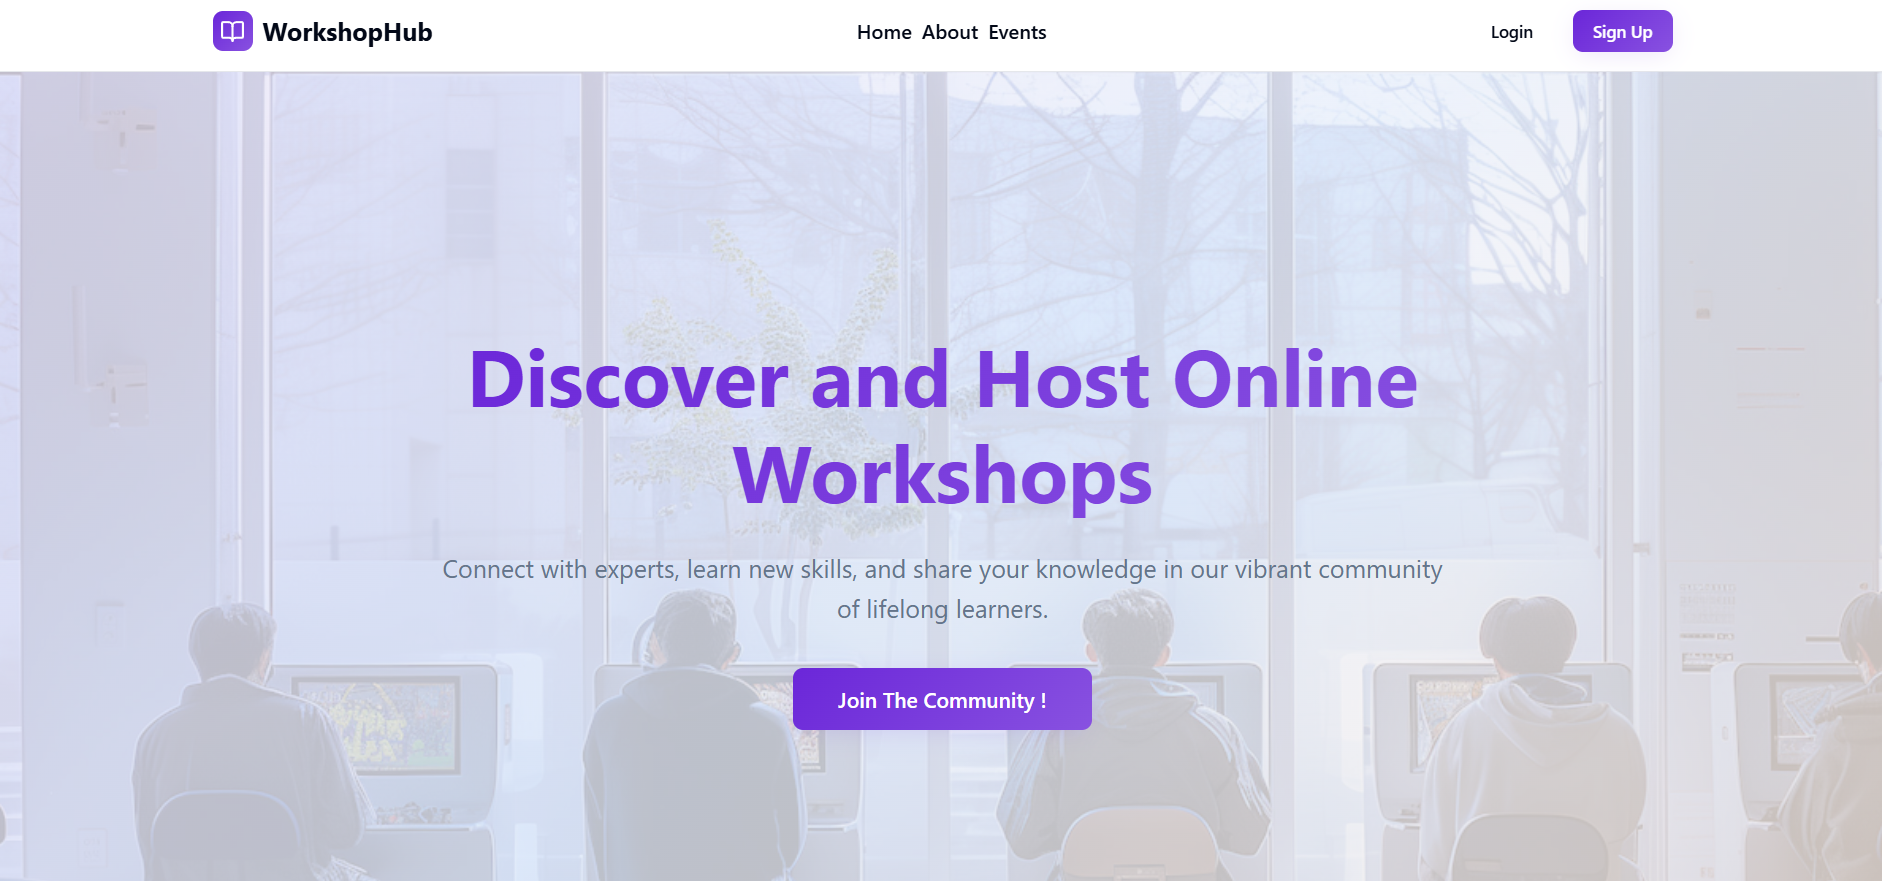 WorkshopHub
Home About Events
Login
Sign Up
Discover and Host Online
Workshops
Connect with experts, learn new skills, and share your knowledge in our vibrant community
of lifelong learners.
Join The Community !